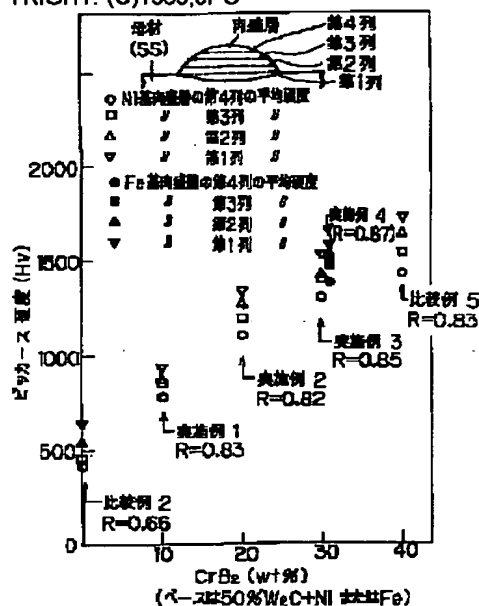 TRIGHT: (C)1999,JPO
母材
(SS)
肉盛層
第4列
第3列
第2列
第1列
○ Ni基肉盛層の第4列の平均硬度
□ 〃 第3列 〃
△ 〃 第2列 〃
▽ 〃 第1列 〃
● Fe基肉盛層の第4列の平均硬度
■ 〃 第3列 〃
▲ 〃 第2列 〃
▼ 〃 第1列 〃
ビッカース硬度 (Hv)
2000
1500
1000
500
0
実施例 4
(R=0.87)
比較例 5
R=0.83
実施例 3
R=0.85
実施例 2
R=0.82
実施例 1
R=0.83
比較例 2
R=0.66
10 20 30 40
CrB₂ (wt%)
(ベースは50%W₂C+Ni またはFe)